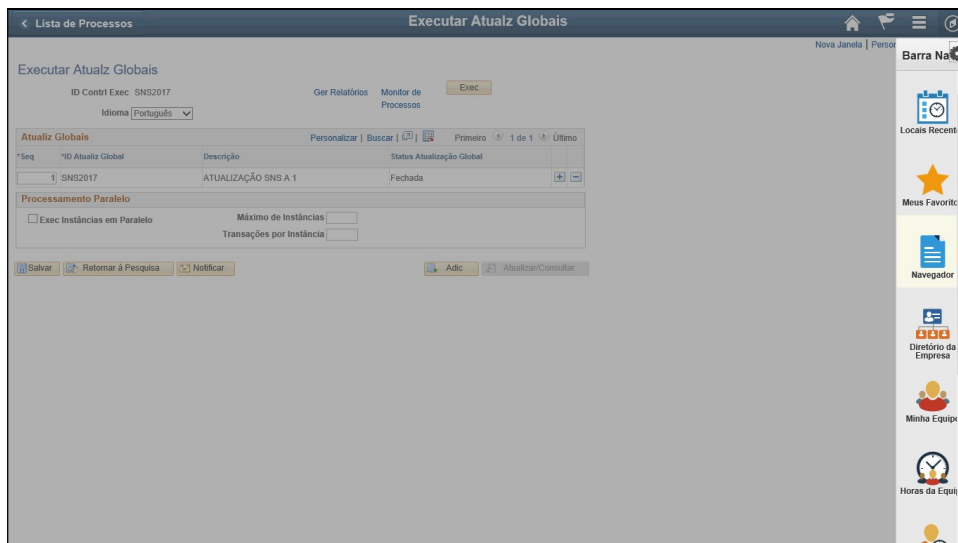 Lista de Processos
Executar Atualz Globais
Nova Janela | Person
Barra Na
Executar Atualz Globais
ID Contrl Exec SNS2017
Ger Relatórios
Monitor de
Processos
Exec
Idioma Português
Atualiz Globais
Personalizar | Buscar |
Primeiro 1 de 1 Último
*Seq *ID Atualiz Global Descrição Status Atualização Global
1 SNS2017 ATUALIZAÇÃO SNS A 1 Fechada
Processamento Paralelo
Exec Instâncias em Paralelo
Máximo de Instâncias
Transações por Instância
Salvar
Retornar à Pesquisa
Notificar
Adic
Atualizar/Consultar
Locais Recent
Meus Favorito
Navegador
Diretório da
Empresa
Minha Equipe
Horas da Equi